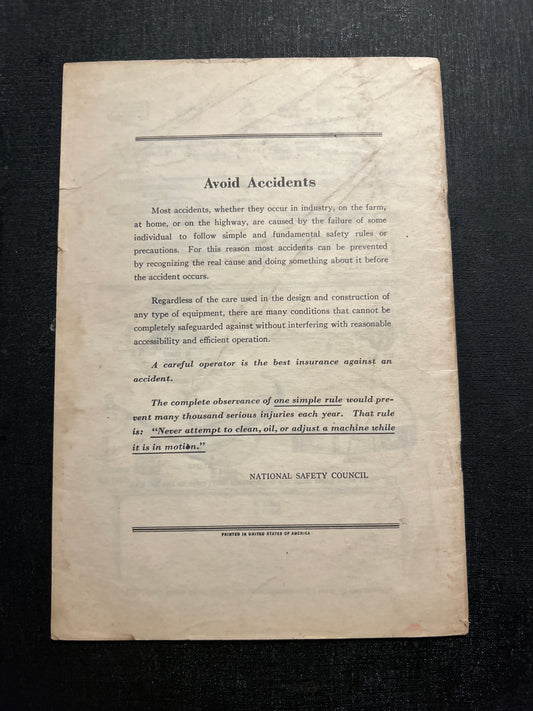 Avoid Accidents
Most accidents, whether they occur in industry, on the farm,
at home, or on the highway, are caused by the failure of some
individual to follow simple and fundamental safety rules or
precautions. For this reason most accidents can be prevented
by recognizing the real cause and doing something about it before
the accident occurs.
Regardless of the care used in the design and construction of
any type of equipment, there are many conditions that cannot be
completely safeguarded against without interfering with reasonable
accessibility and efficient operation.
A careful operator is the best insurance against an
accident.
The complete observance of one simple rule would pre-
vent many thousand serious injuries each year. That rule
is: "Never attempt to clean, oil, or adjust a machine while
it is in motion."
NATIONAL SAFETY COUNCIL
PRINTED IN UNITED STATES OF AMERICA